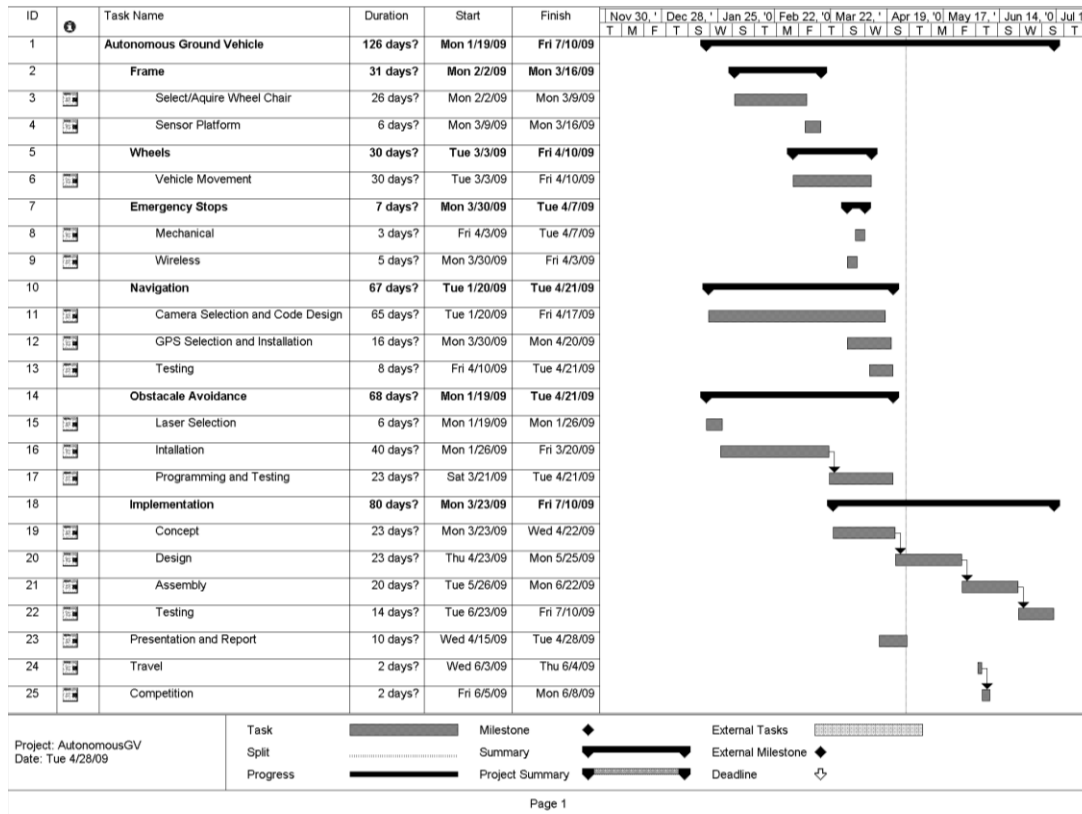 ID Task Name Duration Start Finish Nov 30, ' Dec 28, ' Jan 25, '0 Feb 22, '0 Mar 22, ' Apr 19, '0 May 17, ' Jun 14, '0 Jul 1
T M F T S W S T M F T S W S T M F T S W S T
1 Autonomous Ground Vehicle 126 days? Mon 1/19/09 Fri 7/10/09
2 Frame 31 days? Mon 2/2/09 Mon 3/16/09
3 Select/Aquire Wheel Chair 26 days? Mon 2/2/09 Mon 3/9/09
4 Sensor Platform 6 days? Mon 3/9/09 Mon 3/16/09
5 Wheels 30 days? Tue 3/3/09 Fri 4/10/09
6 Vehicle Movement 30 days? Tue 3/3/09 Fri 4/10/09
7 Emergency Stops 7 days? Mon 3/30/09 Tue 4/7/09
8 Mechanical 3 days? Fri 4/3/09 Tue 4/7/09
9 Wireless 5 days? Mon 3/30/09 Fri 4/3/09
10 Navigation 67 days? Tue 1/20/09 Tue 4/21/09
11 Camera Selection and Code Design 65 days? Tue 1/20/09 Fri 4/17/09
12 GPS Selection and Installation 16 days? Mon 3/30/09 Mon 4/20/09
13 Testing 8 days? Fri 4/10/09 Tue 4/21/09
14 Obstacale Avoidance 68 days? Mon 1/19/09 Tue 4/21/09
15 Laser Selection 6 days? Mon 1/19/09 Mon 1/26/09
16 Intallation 40 days? Mon 1/26/09 Fri 3/20/09
17 Programming and Testing 23 days? Sat 3/21/09 Tue 4/21/09
18 Implementation 80 days? Mon 3/23/09 Fri 7/10/09
19 Concept 23 days? Mon 3/23/09 Wed 4/22/09
20 Design 23 days? Thu 4/23/09 Mon 5/25/09
21 Assembly 20 days? Tue 5/26/09 Mon 6/22/09
22 Testing 14 days? Tue 6/23/09 Fri 7/10/09
23 Presentation and Report 10 days? Wed 4/15/09 Tue 4/28/09
24 Travel 2 days? Wed 6/3/09 Thu 6/4/09
25 Competition 2 days? Fri 6/5/09 Mon 6/8/09
Project: AutonomousGV
Date: Tue 4/28/09
Task Milestone External Tasks
Split Summary External Milestone
Progress Project Summary Deadline
Page 1